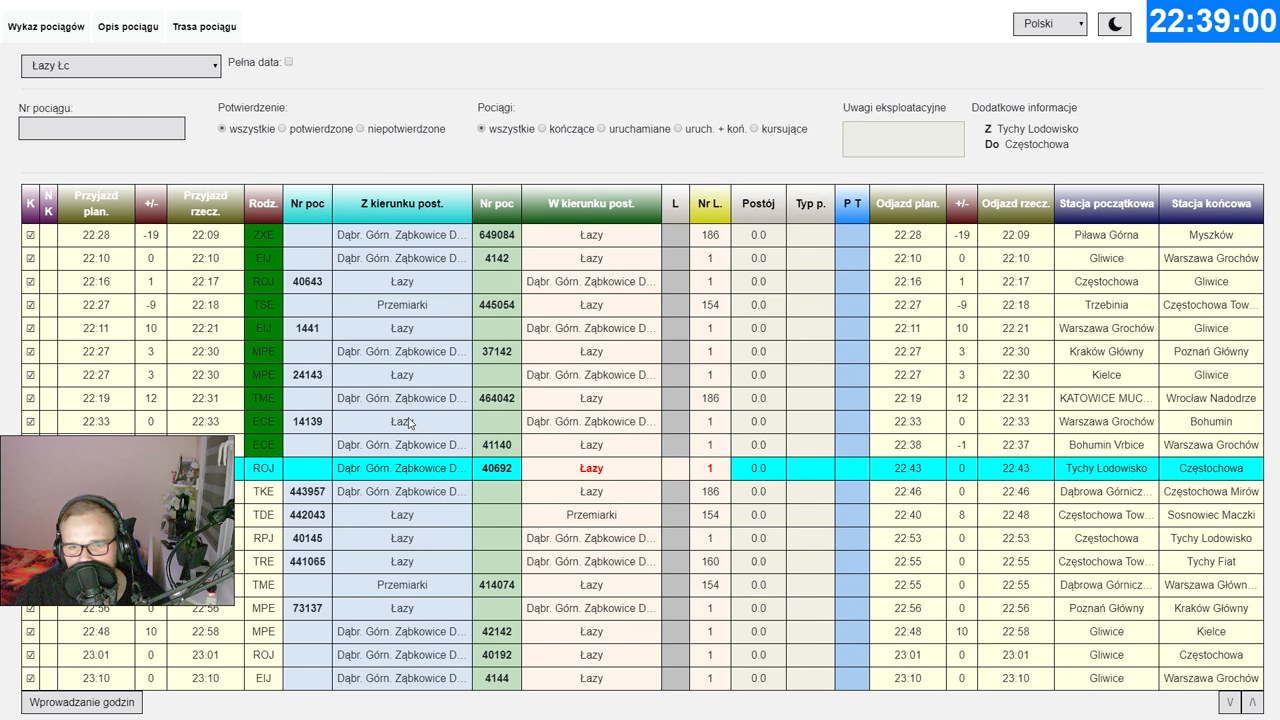 Wykaz pociągów Opis pociągu Trasa pociągu Polski 22:39:00
Łazy Łc Pełna data:
Nr pociągu: Potwierdzenie: Pociągi: Uwagi eksploatacyjne Dodatkowe informacje
wszystkie potwierdzone niepotwierdzone wszystkie kończące uruchamiane uruch. + koń. kursujące Z Tychy Lodowisko
Do Częstochowa
K N K Przyjazd plan. +/- Przyjazd rzecz. Rodz. Nr poc Z kierunku post. Nr poc W kierunku post. L Nr L. Postój Typ p. P T Odjazd plan. +/- Odjazd rzecz. Stacja początkowa Stacja końcowa
22:28 -19 22:09 ZXE Dąbr. Górn. Ząbkowice D... 649084 Łazy 186 0.0 22:28 -19 22:09 Piława Górna Myszków
22:10 0 22:10 EIJ Dąbr. Górn. Ząbkowice D... 4142 Łazy 1 0.0 22:10 0 22:10 Gliwice Warszawa Grochów
22:16 1 22:17 ROJ 40643 Łazy Dąbr. Górn. Ząbkowice D... 1 0.0 22:16 1 22:17 Częstochowa Gliwice
22:27 -9 22:18 TSE Przemiarki 445054 Łazy 154 0.0 22:27 -9 22:18 Trzebinia Częstochowa Tow...
22:11 10 22:21 EIJ 1441 Łazy Dąbr. Górn. Ząbkowice D... 1 0.0 22:11 10 22:21 Warszawa Grochów Gliwice
22:27 3 22:30 MPE Dąbr. Górn. Ząbkowice D... 37142 Łazy 1 0.0 22:27 3 22:30 Kraków Główny Poznań Główny
22:27 3 22:30 MPE 24143 Łazy Dąbr. Górn. Ząbkowice D... 1 0.0 22:27 3 22:30 Kielce Gliwice
22:19 12 22:31 TME Dąbr. Górn. Ząbkowice D... 464042 Łazy 186 0.0 22:19 12 22:31 KATOWICE MUC... Wrocław Nadodrze
22:33 0 22:33 ECE 14139 Łazy Dąbr. Górn. Ząbkowice D... 1 0.0 22:33 0 22:33 Warszawa Grochów Bohumin
ECE Dąbr. Górn. Ząbkowice D... 41140 Łazy 1 0.0 22:38 -1 22:37 Bohumin Vrbice Warszawa Grochów
ROJ Dąbr. Górn. Ząbkowice D... 40692 Łazy 1 0.0 22:43 0 22:43 Tychy Lodowisko Częstochowa
TKE 443957 Dąbr. Górn. Ząbkowice D... Łazy 186 0.0 22:46 0 22:46 Dąbrowa Górnicz... Częstochowa Mirów
TDE 442043 Łazy Przemiarki 154 0.0 22:40 8 22:48 Częstochowa Tow... Sosnowiec Maczki
RPJ 40145 Łazy Dąbr. Górn. Ząbkowice D... 1 0.0 22:53 0 22:53 Częstochowa Tychy Lodowisko
TRE 441065 Łazy Dąbr. Górn. Ząbkowice D... 160 0.0 22:55 0 22:55 Częstochowa Tow... Tychy Fiat
TME Przemiarki 414074 Łazy 154 0.0 22:55 0 22:55 Dąbrowa Górnicz... Warszawa Główn...
22:56 0 22:56 MPE 73137 Łazy Dąbr. Górn. Ząbkowice D... 1 0.0 22:56 0 22:56 Poznań Główny Kraków Główny
22:48 10 22:58 MPE Dąbr. Górn. Ząbkowice D... 42142 Łazy 1 0.0 22:48 10 22:58 Gliwice Kielce
23:01 0 23:01 ROJ Dąbr. Górn. Ząbkowice D... 40192 Łazy 1 0.0 23:01 0 23:01 Gliwice Częstochowa
23:10 0 23:10 EIJ Dąbr. Górn. Ząbkowice D... 4144 Łazy 1 0.0 23:10 0 23:10 Gliwice Warszawa Grochów
Wprowadzanie godzin V Λ